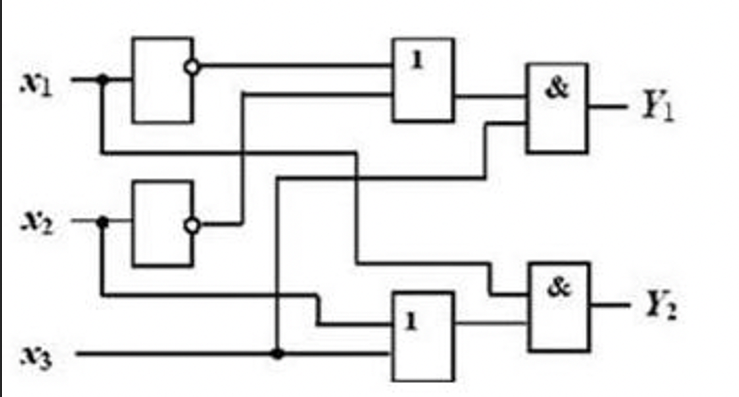 x₁
1
&
Y₁
x₂
&
1
Y₂
x₃